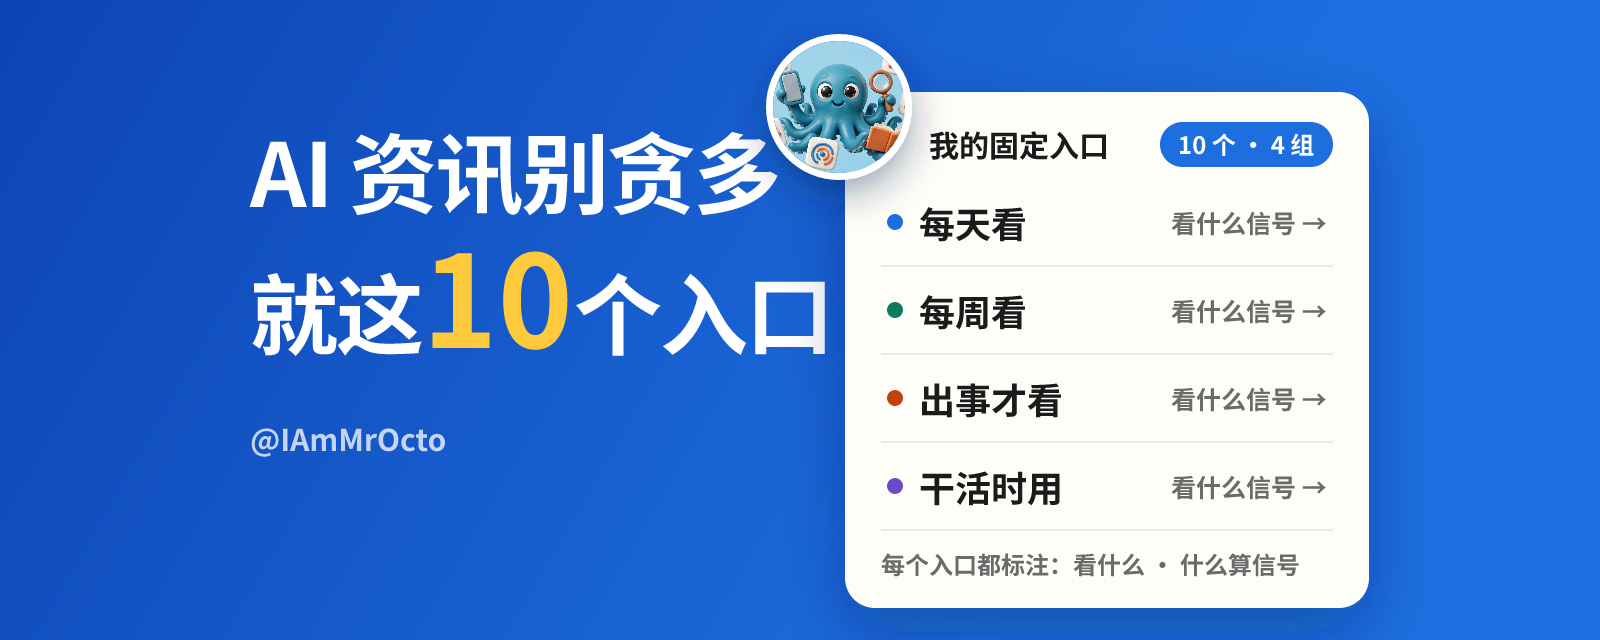 AI 资讯别贪多
就这10个入口
@IAmMrOcto
我的固定入口
10 个 · 4 组
每天看
看什么信号 →
每周看
看什么信号 →
出事才看
看什么信号 →
干活时用
看什么信号 →
每个入口都标注：看什么 · 什么算信号